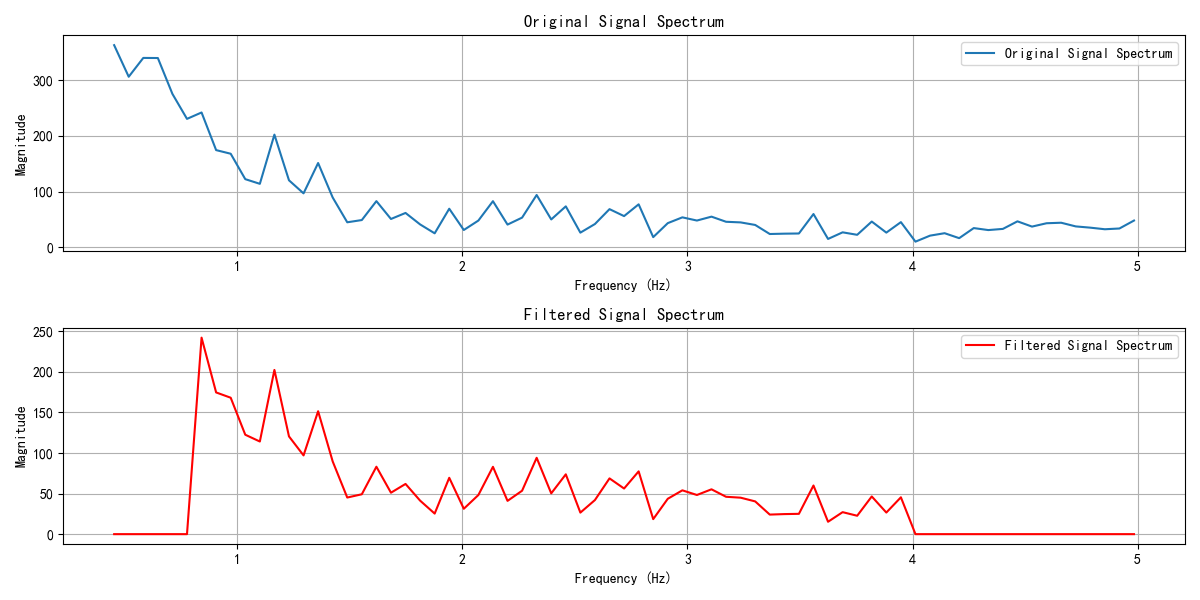 Original Signal Spectrum
Original Signal Spectrum
300
200
100
0
Magnitude
1 2 3 4 5
Frequency (Hz)
Filtered Signal Spectrum
Filtered Signal Spectrum
250
200
150
100
50
0
Magnitude
1 2 3 4 5
Frequency (Hz)